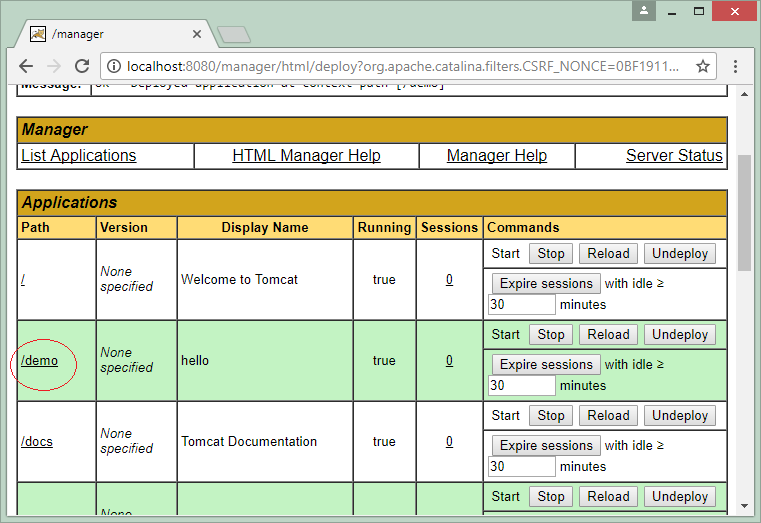 /manager
localhost:8080/manager/html/deploy?org.apache.catalina.filters.CSRF_NONCE=0BF1911...
Message: OK - Deployed application at context path [/demo]
Manager
List Applications HTML Manager Help Manager Help Server Status
Applications
Path Version Display Name Running Sessions Commands
/ None specified Welcome to Tomcat true 0 Start Stop Reload Undeploy
Expire sessions with idle ≥ 30 minutes
/demo None specified hello true 0 Start Stop Reload Undeploy
Expire sessions with idle ≥ 30 minutes
/docs None specified Tomcat Documentation true 0 Start Stop Reload Undeploy
Expire sessions with idle ≥ 30 minutes
None Start Stop Reload Undeploy